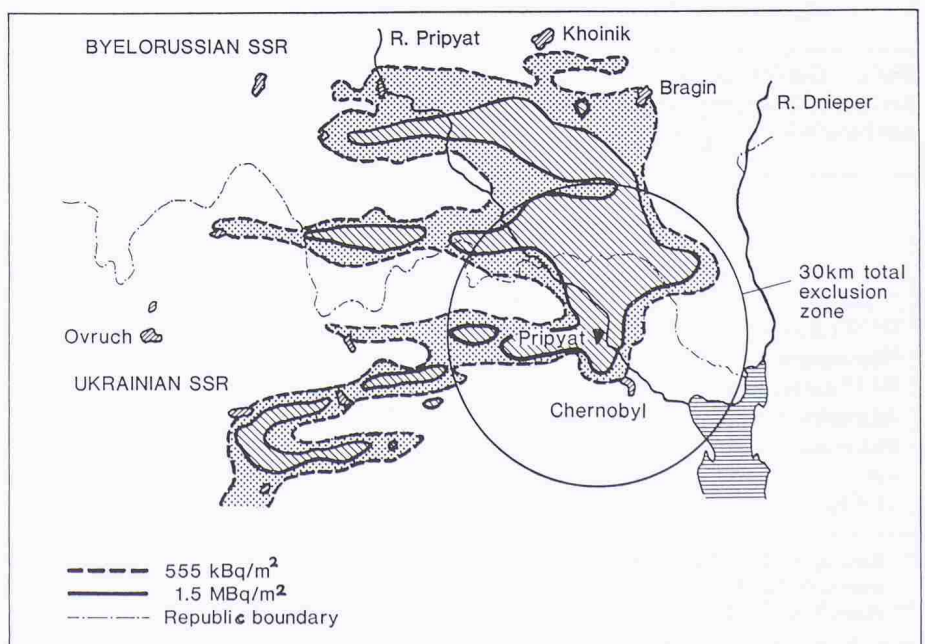 BYELORUSSIAN SSR
R. Pripyat
Khoinik
Bragin
R. Dnieper
30km total
exclusion
zone
Ovruch
Pripyat
UKRAINIAN SSR
Chernobyl
555 kBq/m²
1.5 MBq/m²
Republic boundary